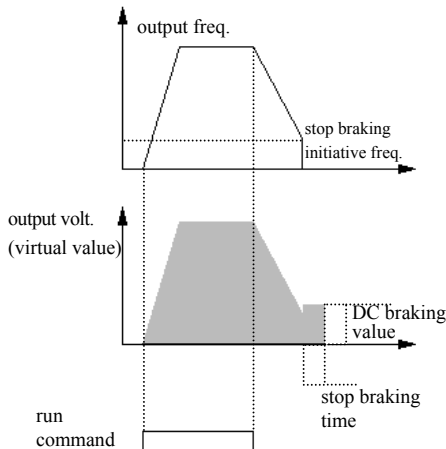 output freq.
stop braking
initiative freq.
output volt.
(virtual value)
DC braking
value
stop braking
time
run
command